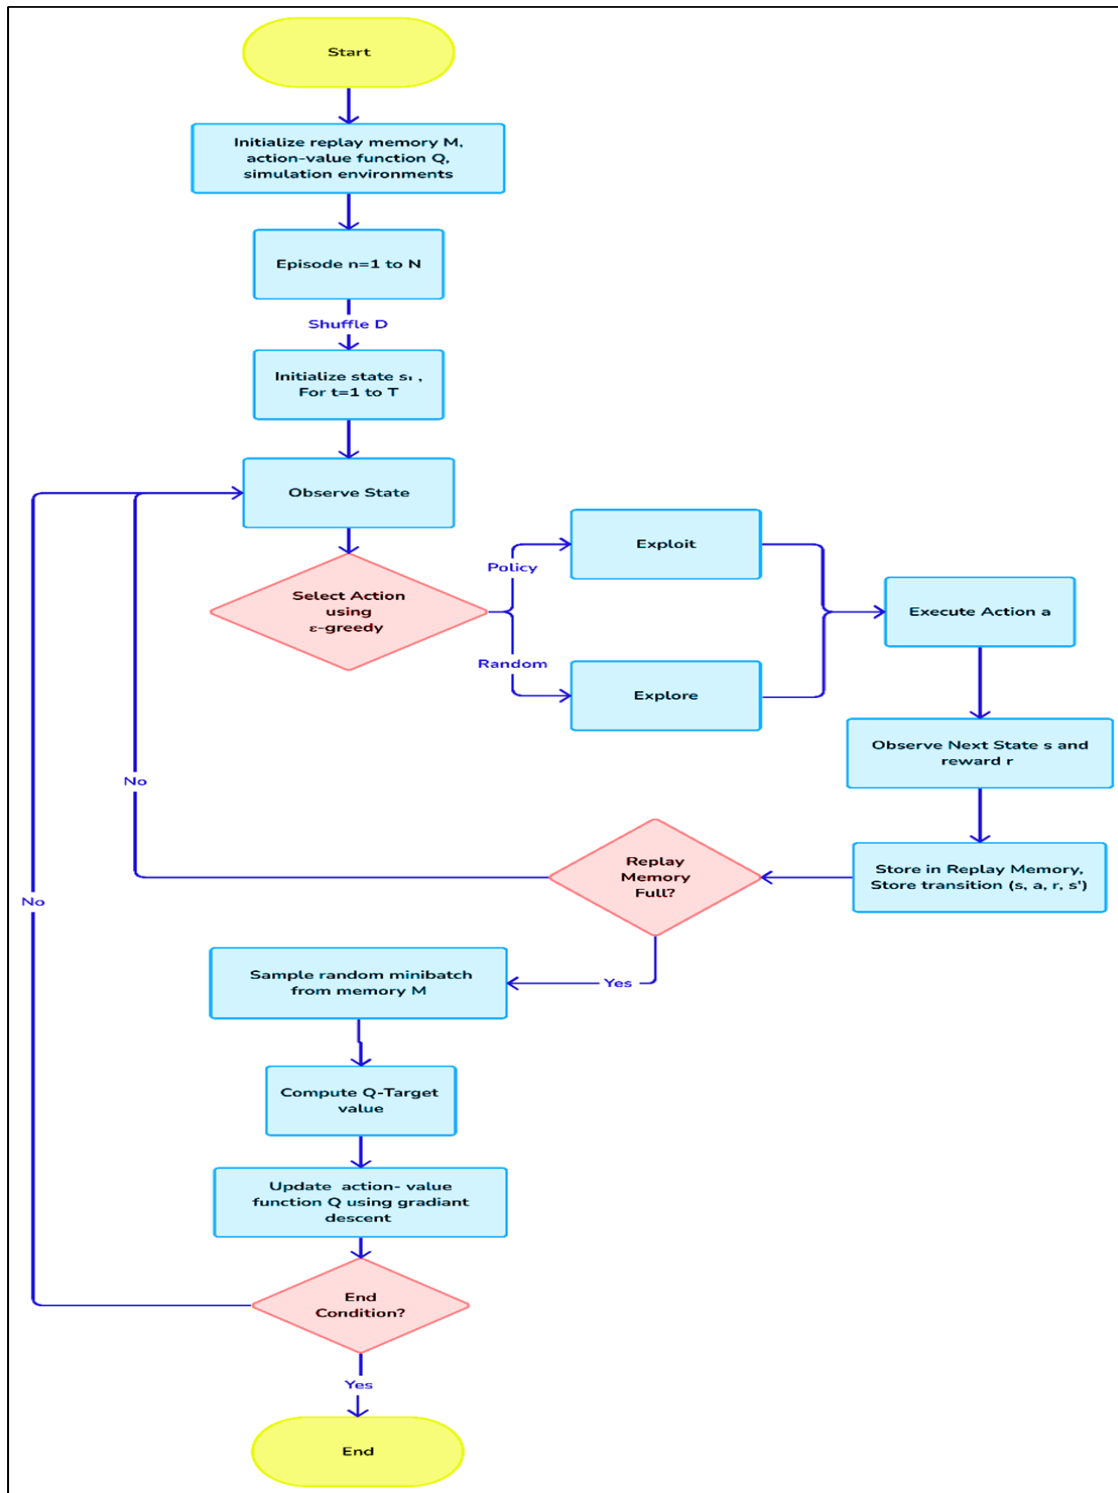 Start
Initialize replay memory M,
action-value function Q,
simulation environments
Episode n=1 to N
Shuffle D
Initialize state s₁ ,
For t=1 to T
Observe State
Select Action
using
ε-greedy
Policy
Exploit
Random
Explore
Execute Action a
Observe Next State s and
reward r
Store in Replay Memory,
Store transition (s, a, r, s')
Replay
Memory
Full?
No
Yes
Sample random minibatch
from memory M
Compute Q-Target
value
Update action- value
function Q using gradiant
descent
End
Condition?
No
Yes
End